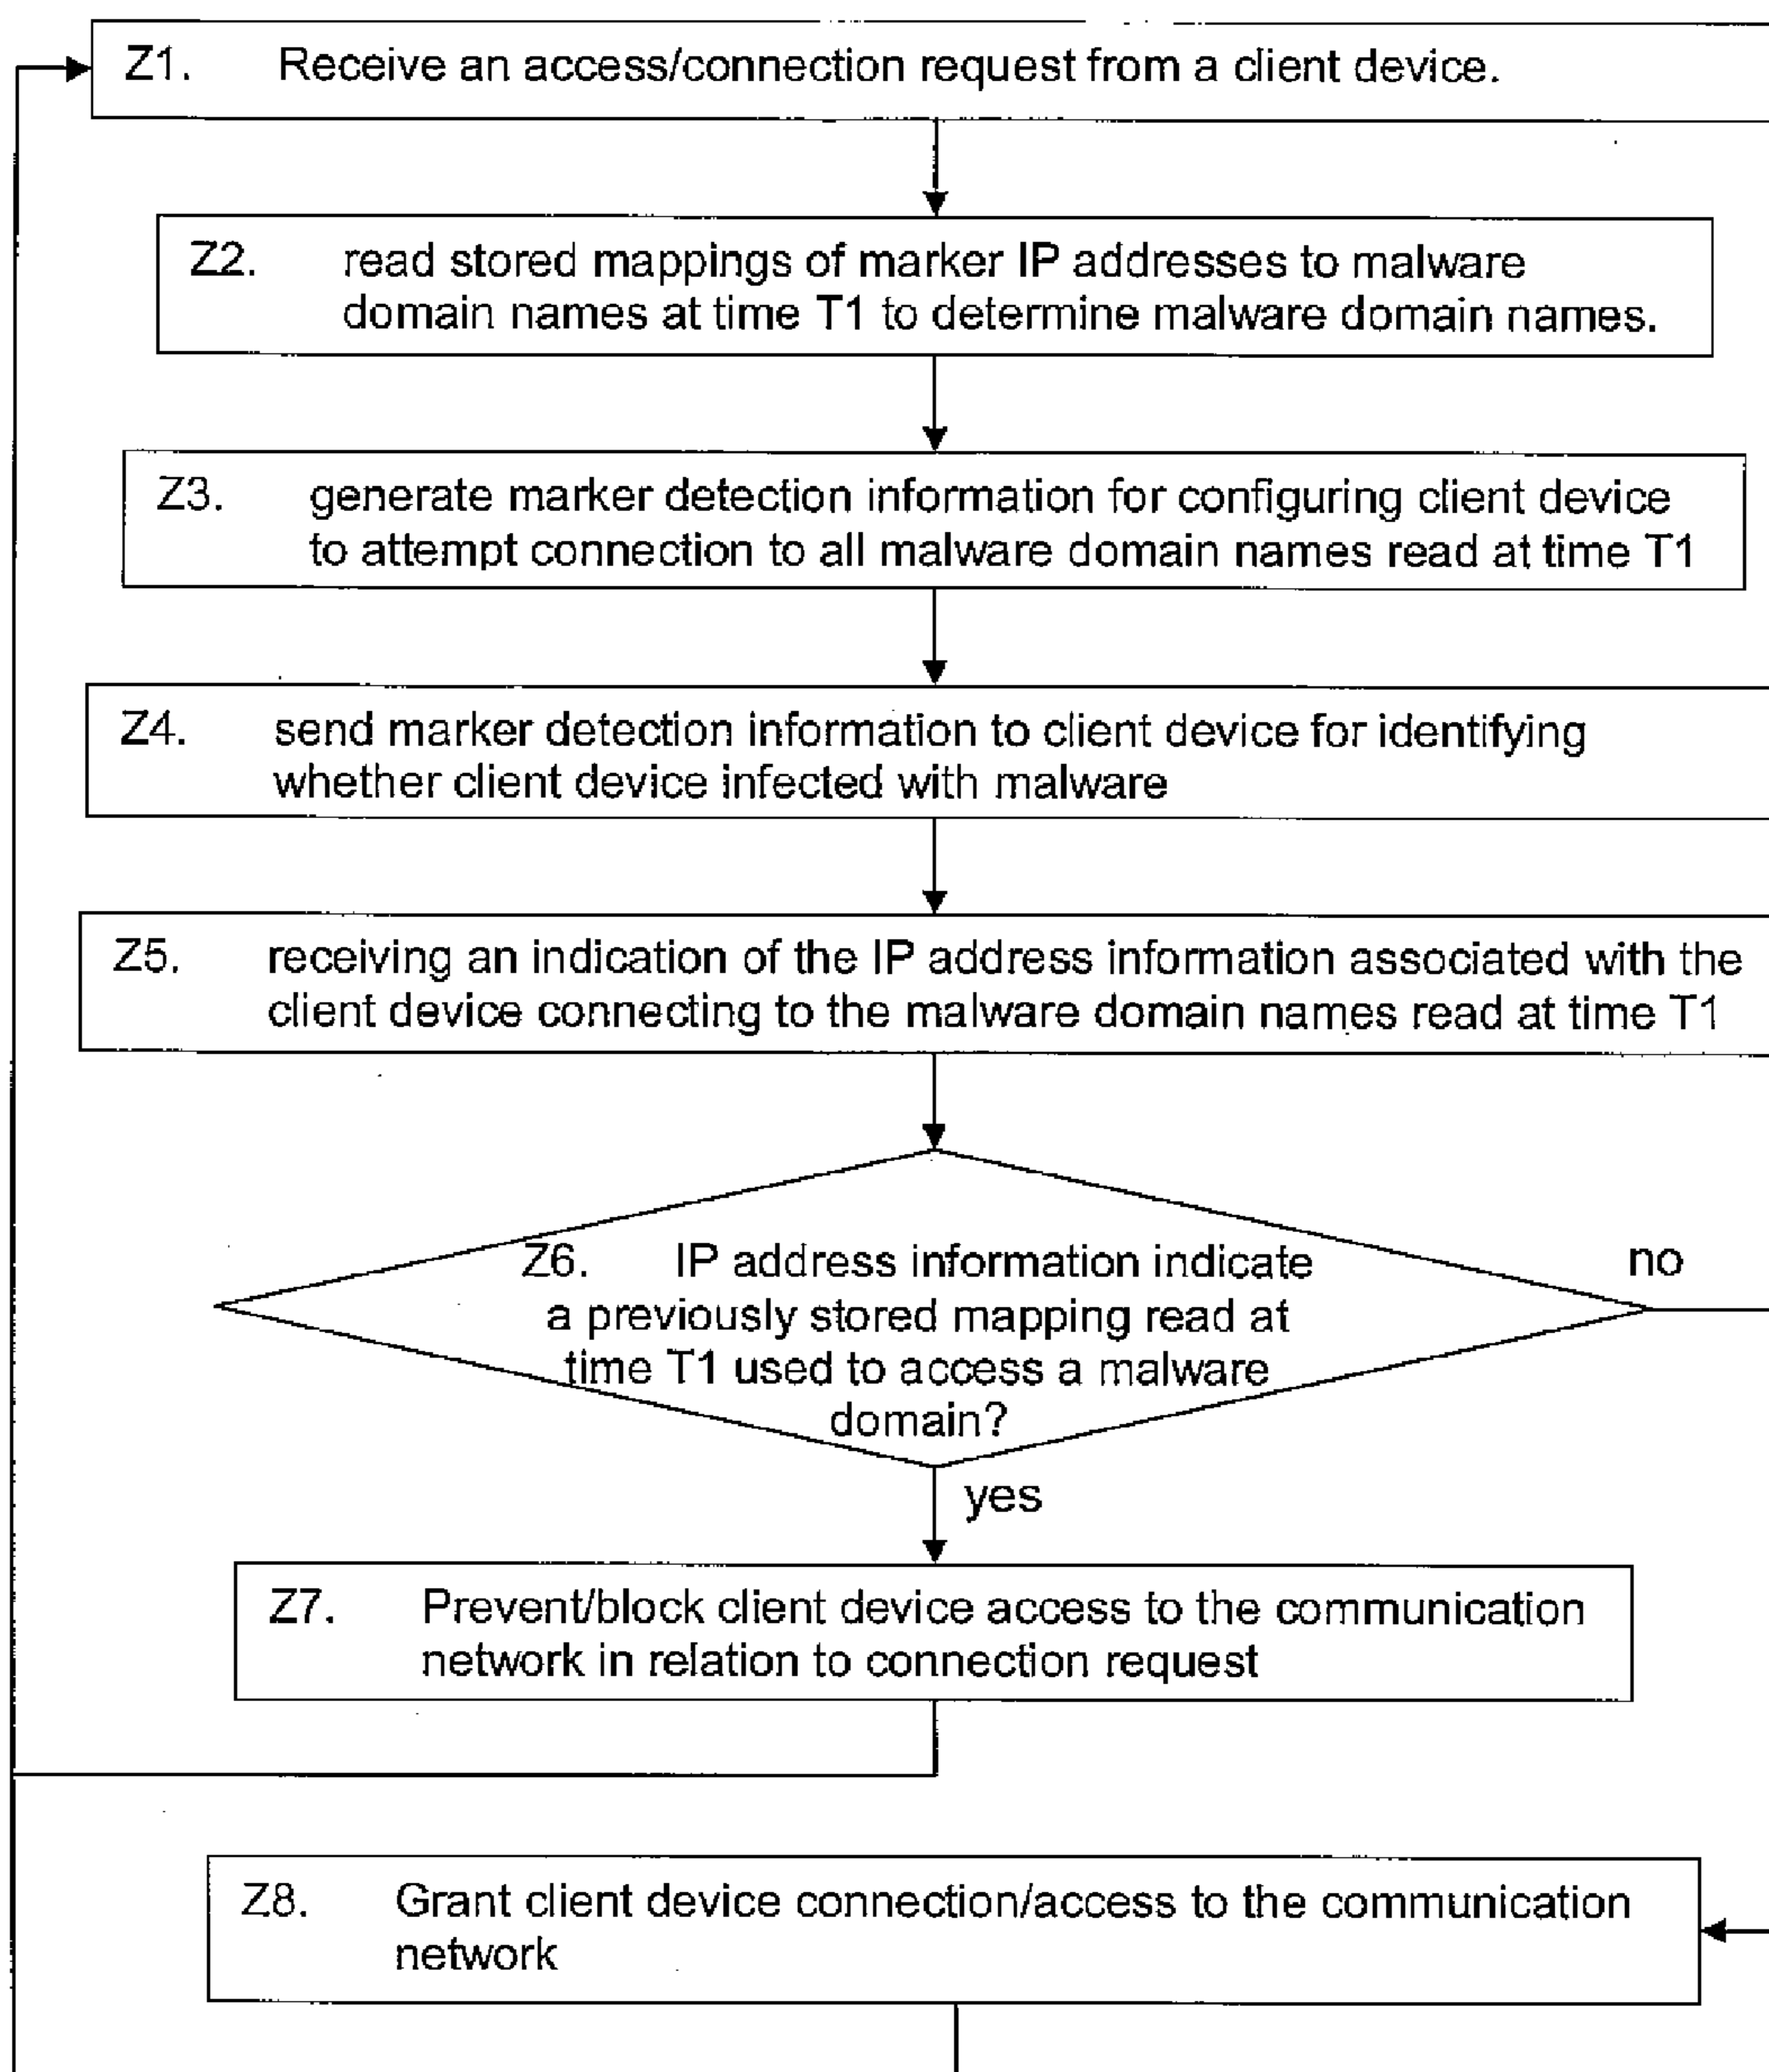 Z1. Receive an access/connection request from a client device.
Z2. read stored mappings of marker IP addresses to malware
domain names at time T1 to determine malware domain names.
Z3. generate marker detection information for configuring client device
to attempt connection to all malware domain names read at time T1
Z4. send marker detection information to client device for identifying
whether client device infected with malware
Z5. receiving an indication of the IP address information associated with the
client device connecting to the malware domain names read at time T1
Z6. IP address information indicate
a previously stored mapping read at
time T1 used to access a malware
domain?
no
yes
Z7. Prevent/block client device access to the communication
network in relation to connection request
Z8. Grant client device connection/access to the communication
network